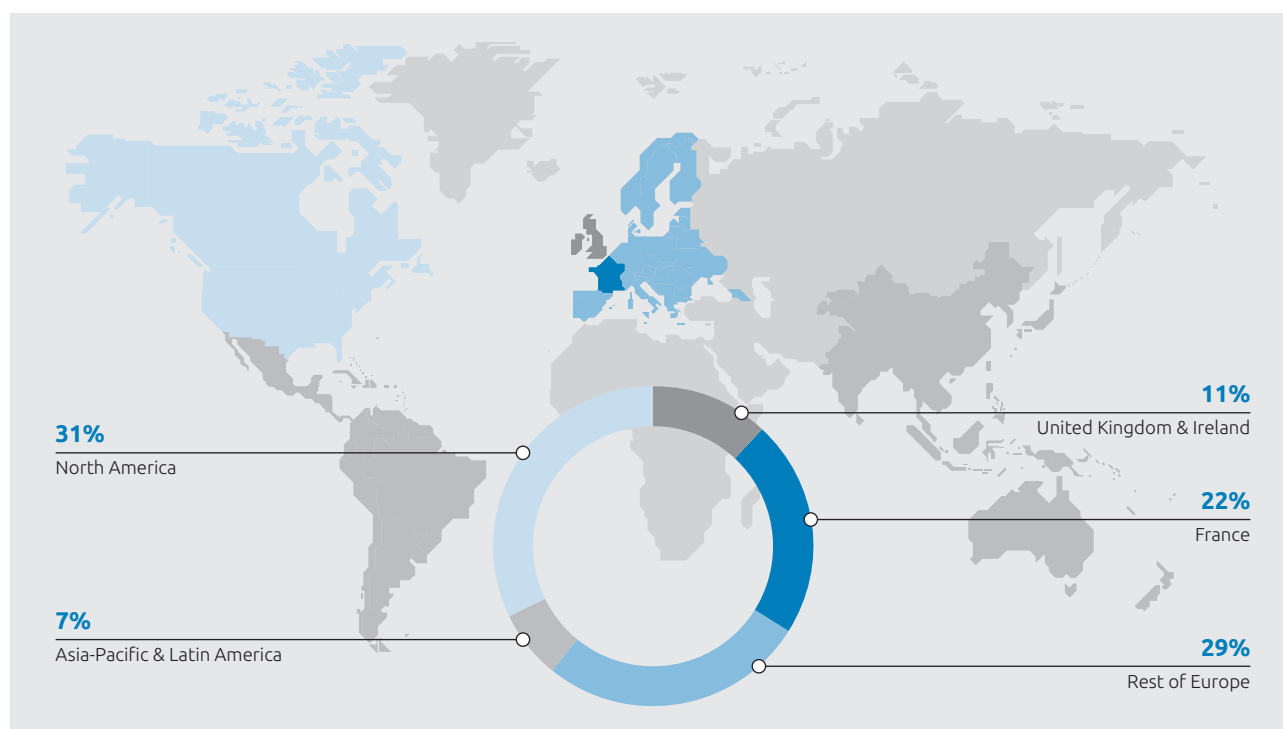 11%
United Kingdom & Ireland
31%
North America
22%
France
7%
Asia-Pacific & Latin America
29%
Rest of Europe